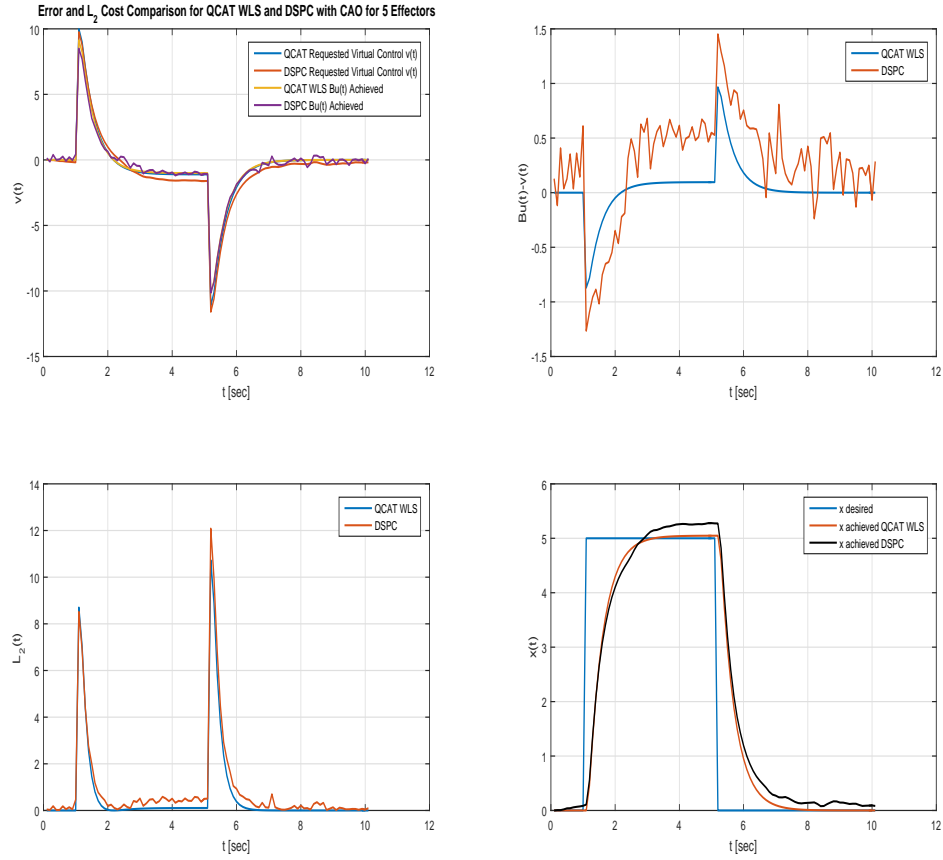 Error and L2 Cost Comparison for QCAT WLS and DSPC with CAO for 5 Effectors
10
5
0
-5
-10
-15
v(t)
0
2
4
6
8
10
12
t [sec]
QCAT Requested Virtual Control v(t)
DSPC Requested Virtual Control v(t)
QCAT WLS Bu(t) Achieved
DSPC Bu(t) Achieved
1.5
1
0.5
0
-0.5
-1
-1.5
Bu(t)-v(t)
0
2
4
6
8
10
12
t [sec]
QCAT WLS
DSPC
14
12
10
8
6
4
2
0
L2(t)
0
2
4
6
8
10
12
t [sec]
QCAT WLS
DSPC
6
5
4
3
2
1
0
x(t)
0
2
4
6
8
10
12
t [sec]
x desired
x achieved QCAT WLS
x achieved DSPC